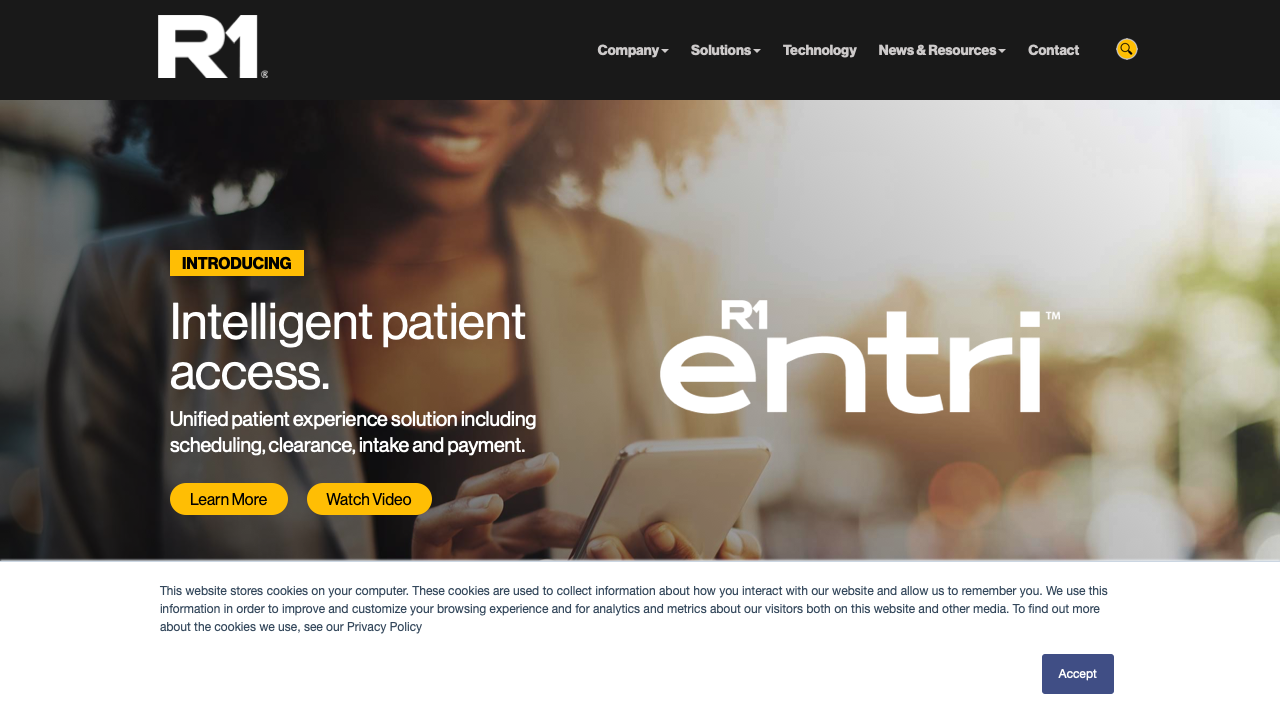 R1®
Company Solutions Technology News & Resources Contact
INTRODUCING
Intelligent patient
access.
Unified patient experience solution including
scheduling, clearance, intake and payment.
Learn More Watch Video
R1
entri™
This website stores cookies on your computer. These cookies are used to collect information about how you interact with our website and allow us to remember you. We use this
information in order to improve and customize your browsing experience and for analytics and metrics about our visitors both on this website and other media. To find out more
about the cookies we use, see our Privacy Policy
Accept